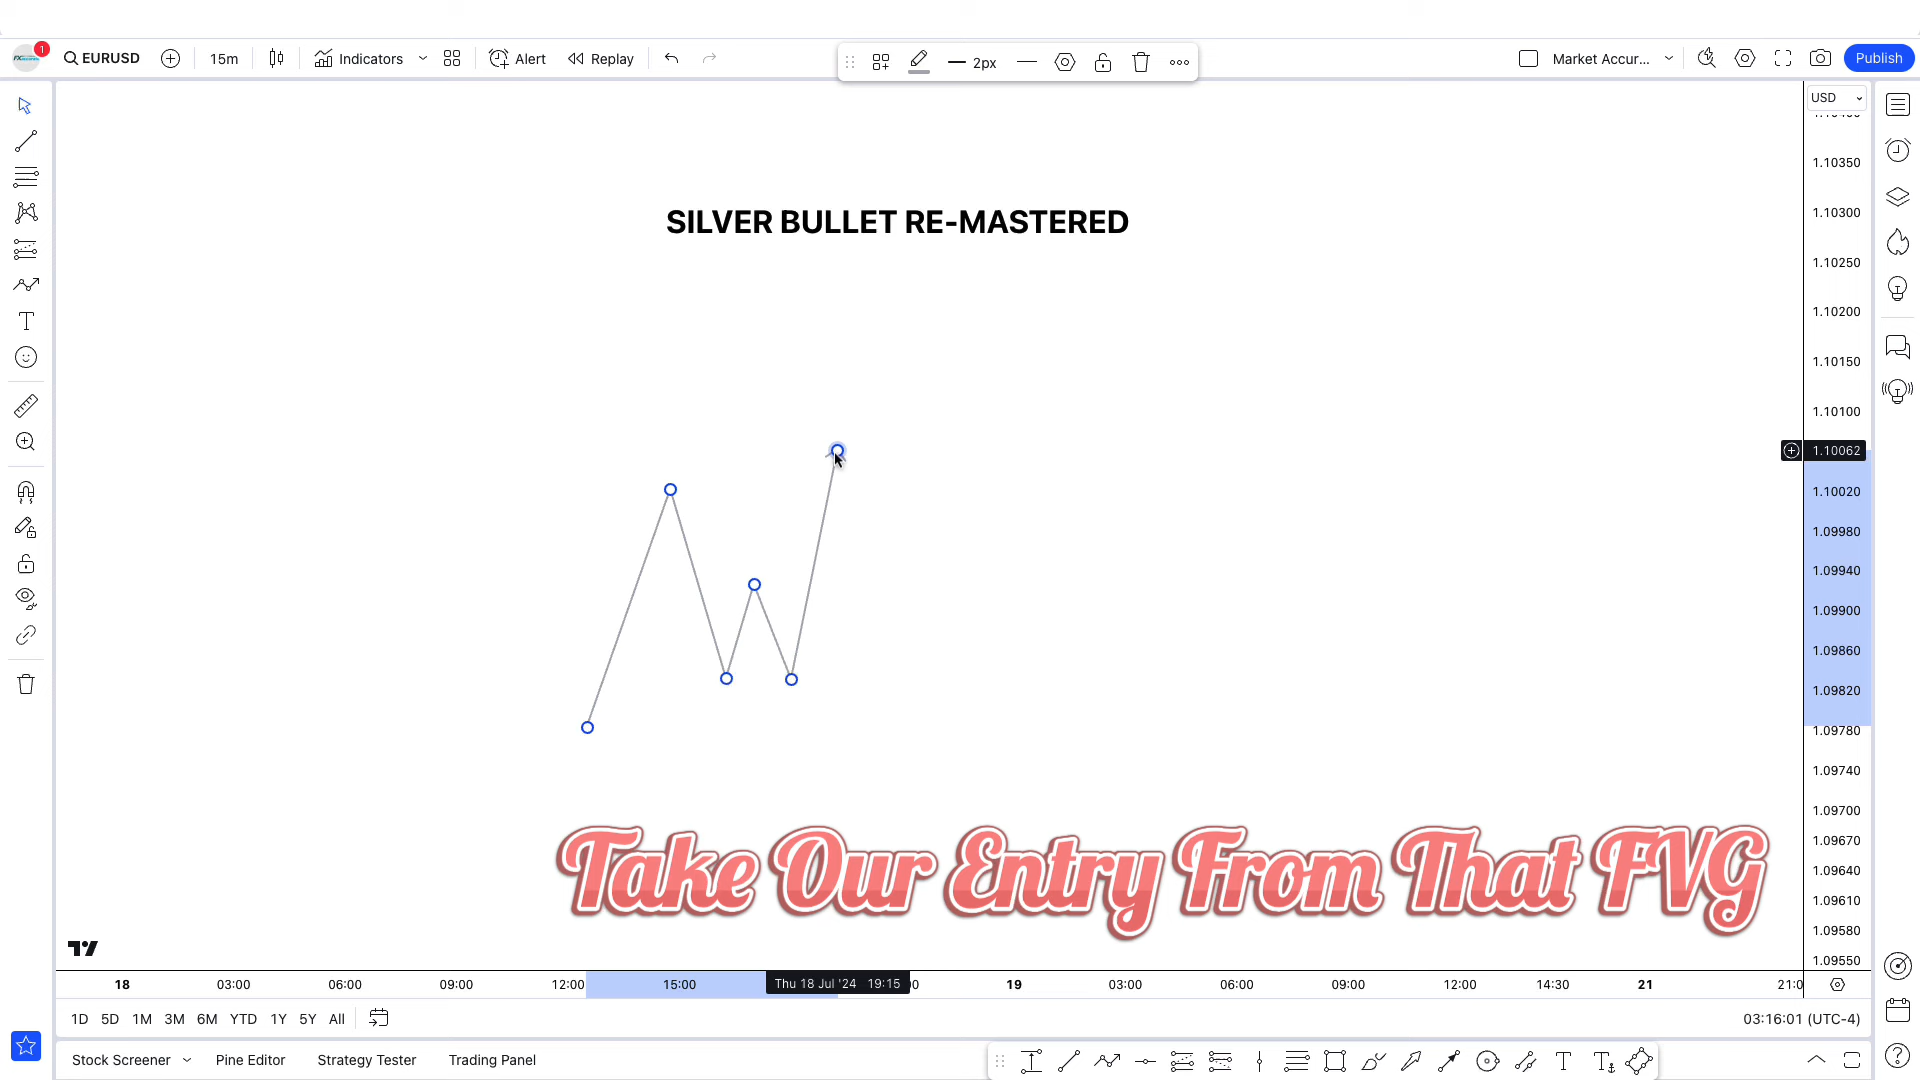 1
EURUSD
15m
Indicators
Alert
Replay
2px
Market Accur...
Publish
USD
1.10350
1.10300
1.10250
1.10200
1.10150
1.10100
1.10062
1.10020
1.09980
1.09940
1.09900
1.09860
1.09820
1.09780
1.09740
1.09700
1.09670
1.09640
1.09610
1.09580
1.09550
SILVER BULLET RE-MASTERED
Take Our Entry From That FVG
18 03:00 06:00 09:00 12:00 15:00 Thu 18 Jul '24 19:15 19 03:00 06:00 09:00 12:00 14:30 21 21:0
1D 5D 1M 3M 6M YTD 1Y 5Y All
03:16:01 (UTC-4)
Stock Screener Pine Editor Strategy Tester Trading Panel